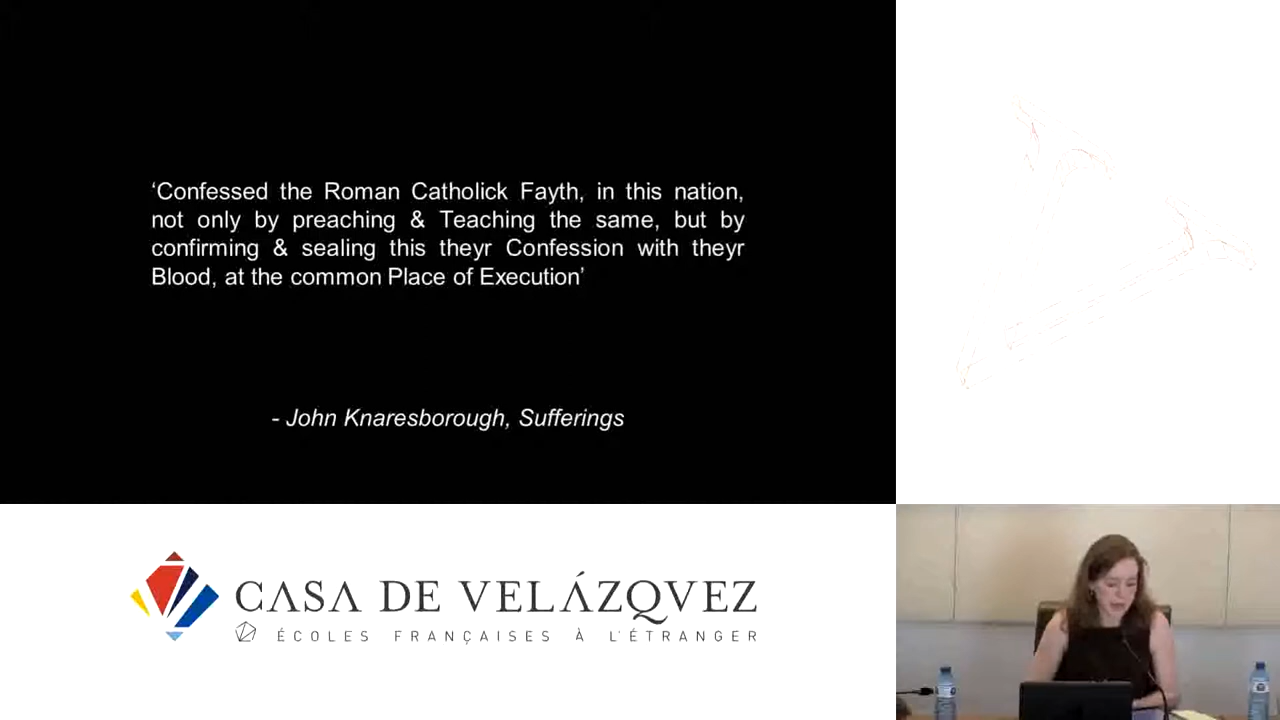 ‘Confessed the Roman Catholick Fayth, in this nation,
not only by preaching & Teaching the same, but by
confirming & sealing this theyr Confession with theyr
Blood, at the common Place of Execution’
- John Knaresborough, Sufferings
CASA DE VELÁZQVEZ
ÉCOLES FRANÇAISES À L'ÉTRANGER